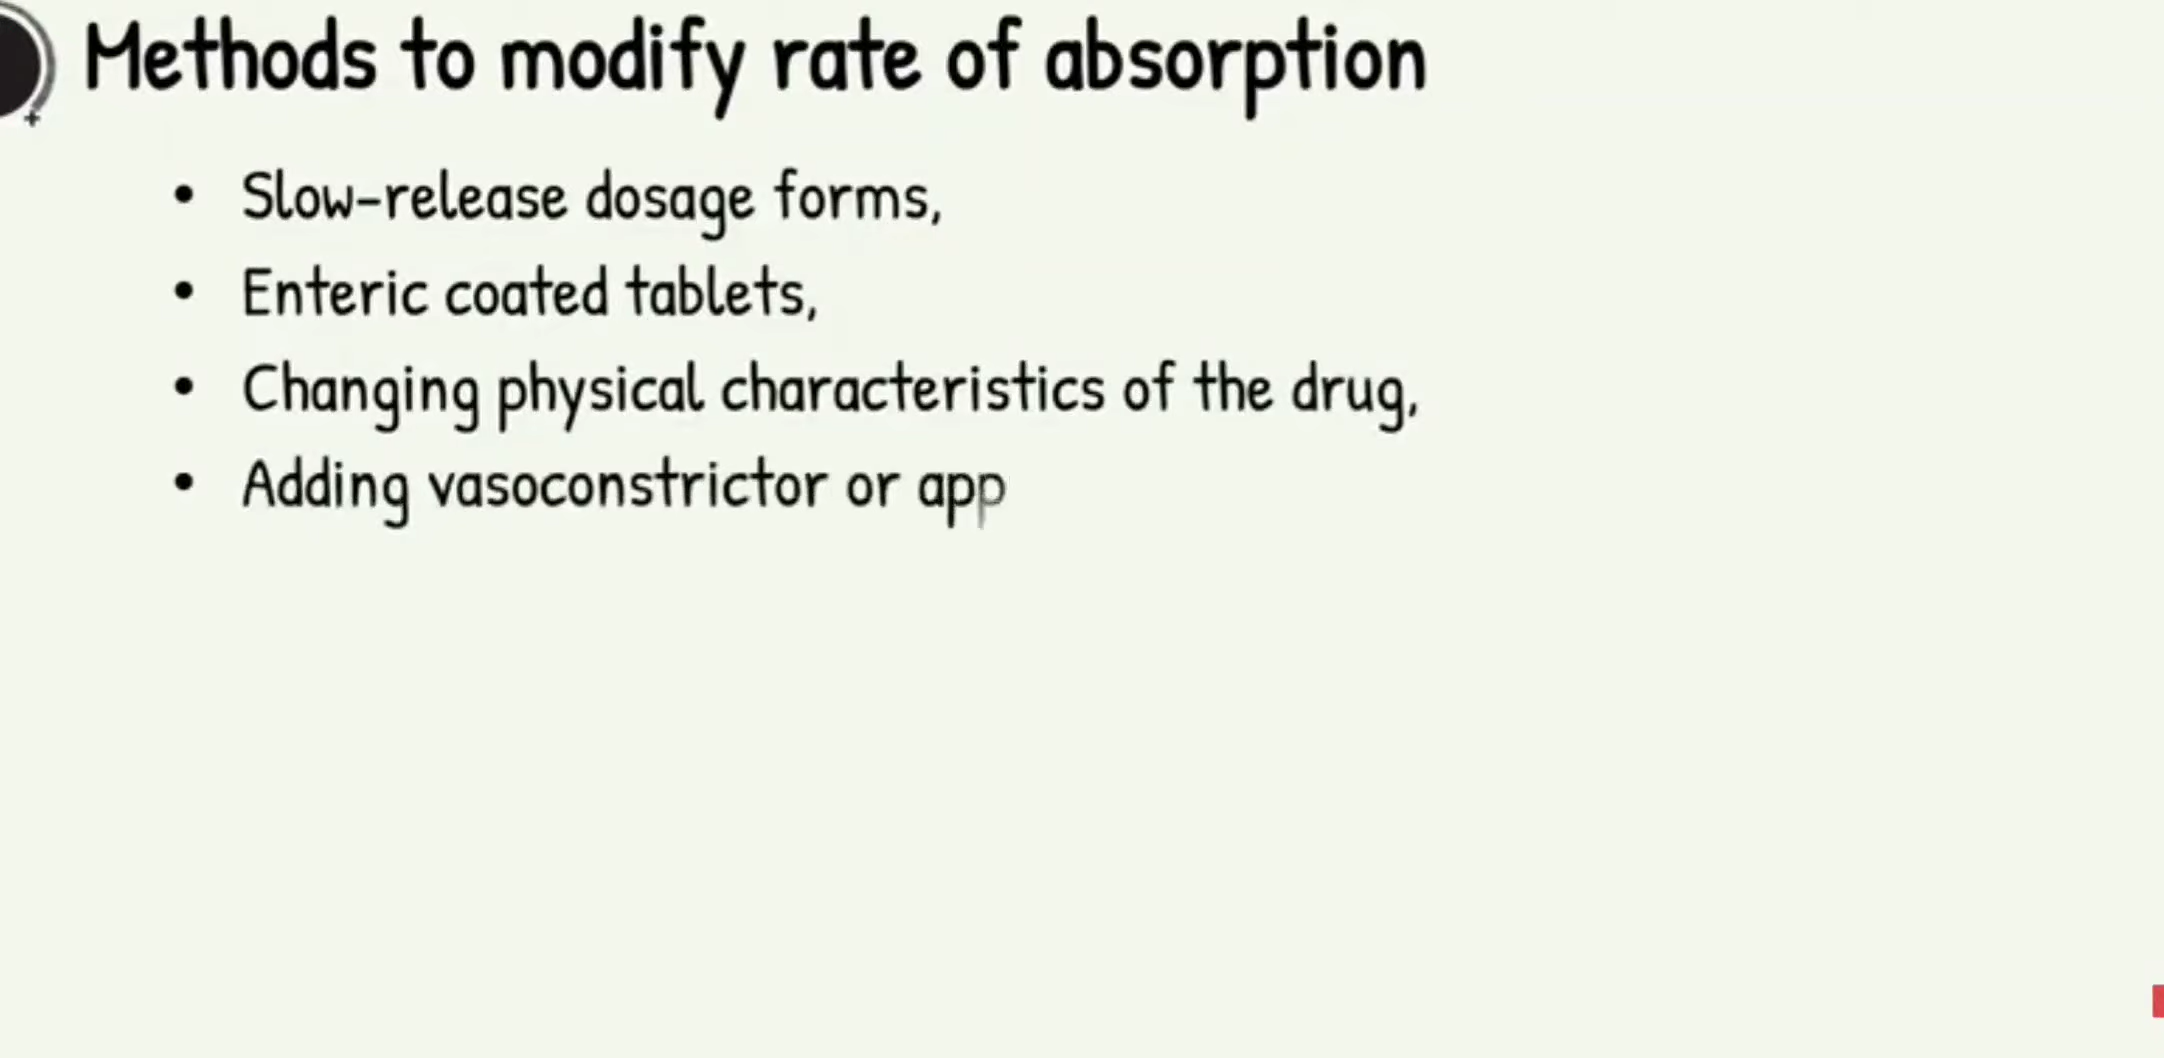 Methods to modify rate of absorption
• Slow-release dosage forms,
• Enteric coated tablets,
• Changing physical characteristics of the drug,
• Adding vasoconstrictor or app